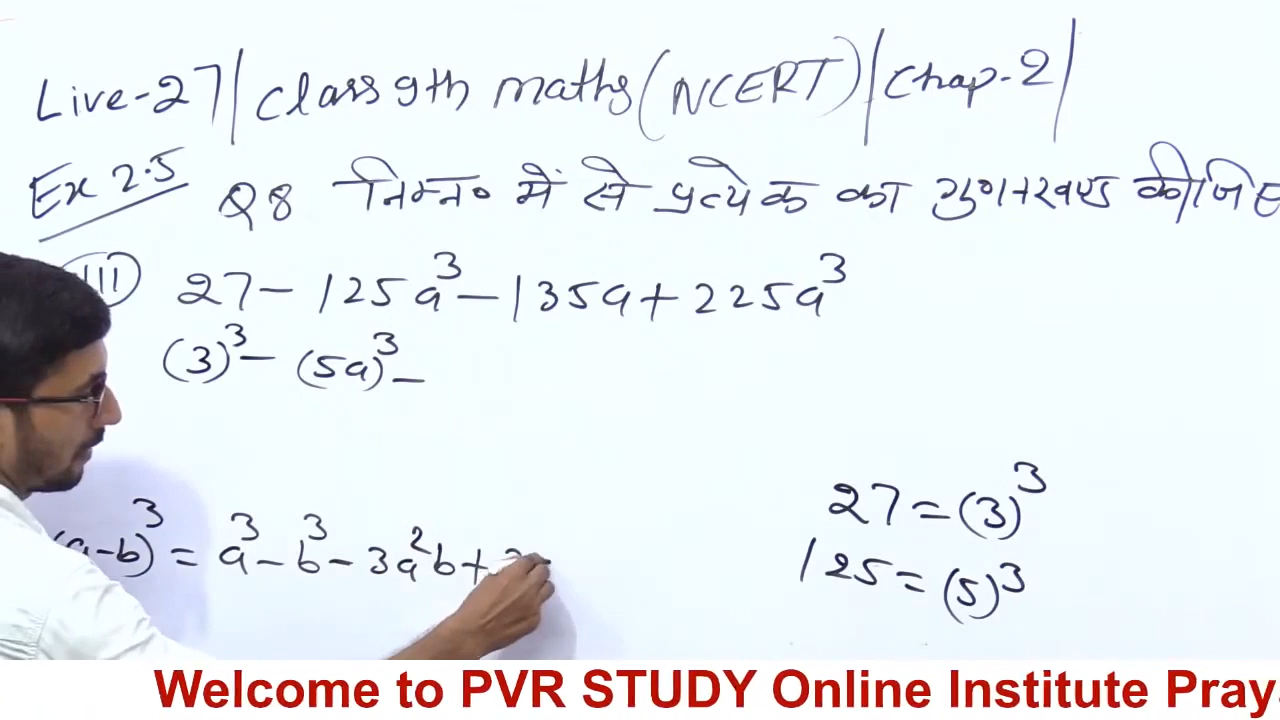 Live-27| Class 9th maths (NCERT) | Chap-2|
Ex 2.5 Q8 निम्न० में से प्रत्येक का गुणनखण्ड कीजिए
III 27 - 125a³ - 135a + 225a³
(3)³ - (5a)³ -
27 = (3)³
125 = (5)³
(a-b)³ = a³ - b³ - 3a²b +
Welcome to PVR STUDY Online Institute